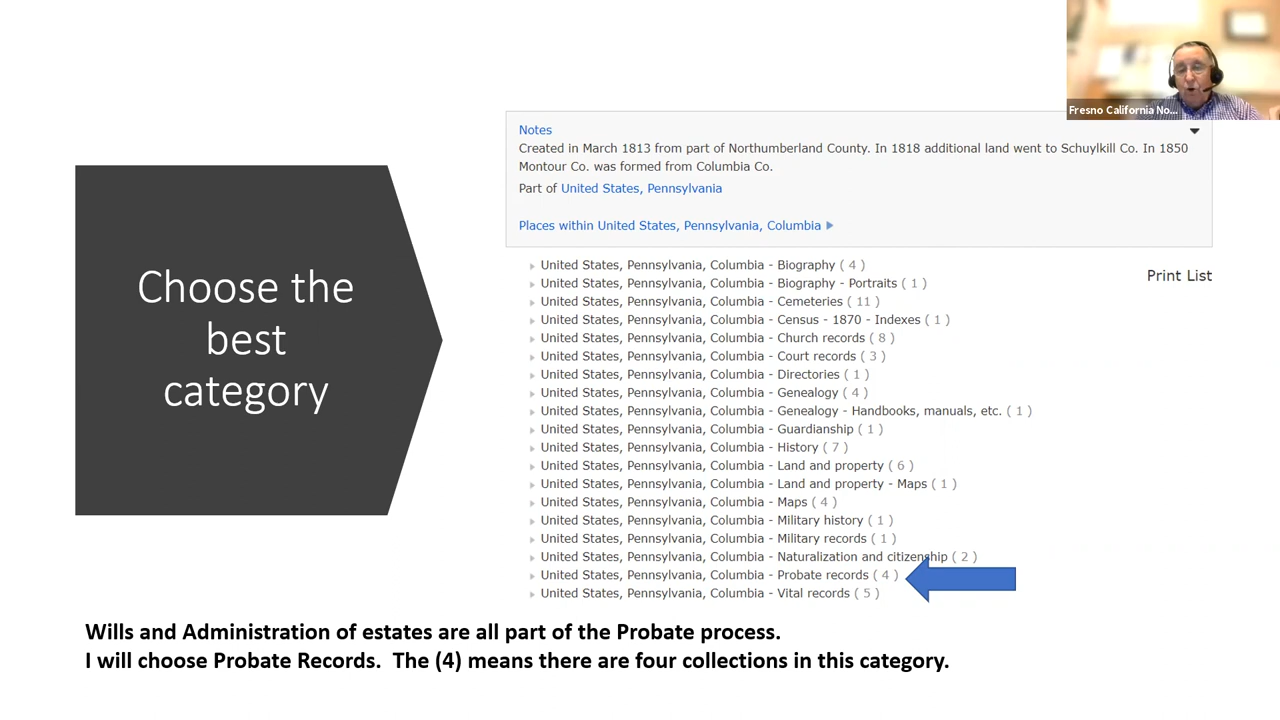 Fresno California No...
Choose the
best
category
Notes
Created in March 1813 from part of Northumberland County. In 1818 additional land went to Schuylkill Co. In 1850
Montour Co. was formed from Columbia Co.
Part of United States, Pennsylvania
Places within United States, Pennsylvania, Columbia
Print List
United States, Pennsylvania, Columbia - Biography ( 4 )
United States, Pennsylvania, Columbia - Biography - Portraits ( 1 )
United States, Pennsylvania, Columbia - Cemeteries ( 11 )
United States, Pennsylvania, Columbia - Census - 1870 - Indexes ( 1 )
United States, Pennsylvania, Columbia - Church records ( 8 )
United States, Pennsylvania, Columbia - Court records ( 3 )
United States, Pennsylvania, Columbia - Directories ( 1 )
United States, Pennsylvania, Columbia - Genealogy ( 4 )
United States, Pennsylvania, Columbia - Genealogy - Handbooks, manuals, etc. ( 1 )
United States, Pennsylvania, Columbia - Guardianship ( 1 )
United States, Pennsylvania, Columbia - History ( 7 )
United States, Pennsylvania, Columbia - Land and property ( 6 )
United States, Pennsylvania, Columbia - Land and property - Maps ( 1 )
United States, Pennsylvania, Columbia - Maps ( 4 )
United States, Pennsylvania, Columbia - Military history ( 1 )
United States, Pennsylvania, Columbia - Military records ( 1 )
United States, Pennsylvania, Columbia - Naturalization and citizenship ( 2 )
United States, Pennsylvania, Columbia - Probate records ( 4 )
United States, Pennsylvania, Columbia - Vital records ( 5 )
Wills and Administration of estates are all part of the Probate process.
I will choose Probate Records.  The (4) means there are four collections in this category.